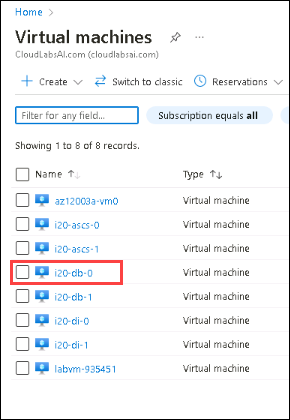 Home >
Virtual machines
CloudLabsAI.com (cloudlabsai.com)
+ Create Switch to classic Reservations
Filter for any field... Subscription equals all
Showing 1 to 8 of 8 records.
Name ↑ Type ↑↓
az12003a-vm0 Virtual machine
i20-ascs-0 Virtual machine
i20-ascs-1 Virtual machine
i20-db-0 Virtual machine
i20-db-1 Virtual machine
i20-di-0 Virtual machine
i20-di-1 Virtual machine
labvm-935451 Virtual machine